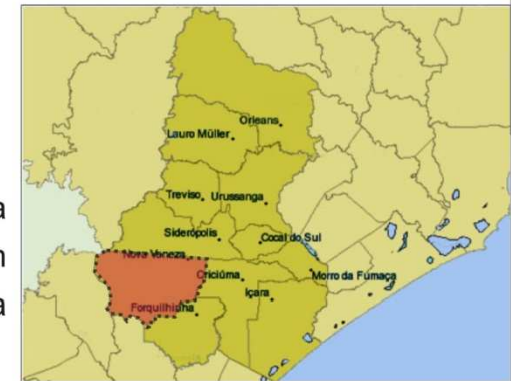 Orleans
Lauro Müller
Treviso Urussanga
a
Siderópolis
Cocal do Sul
n
Nova Veneza
Criciúma
Morro da Fumaça
a
Içara
Forquilhinha